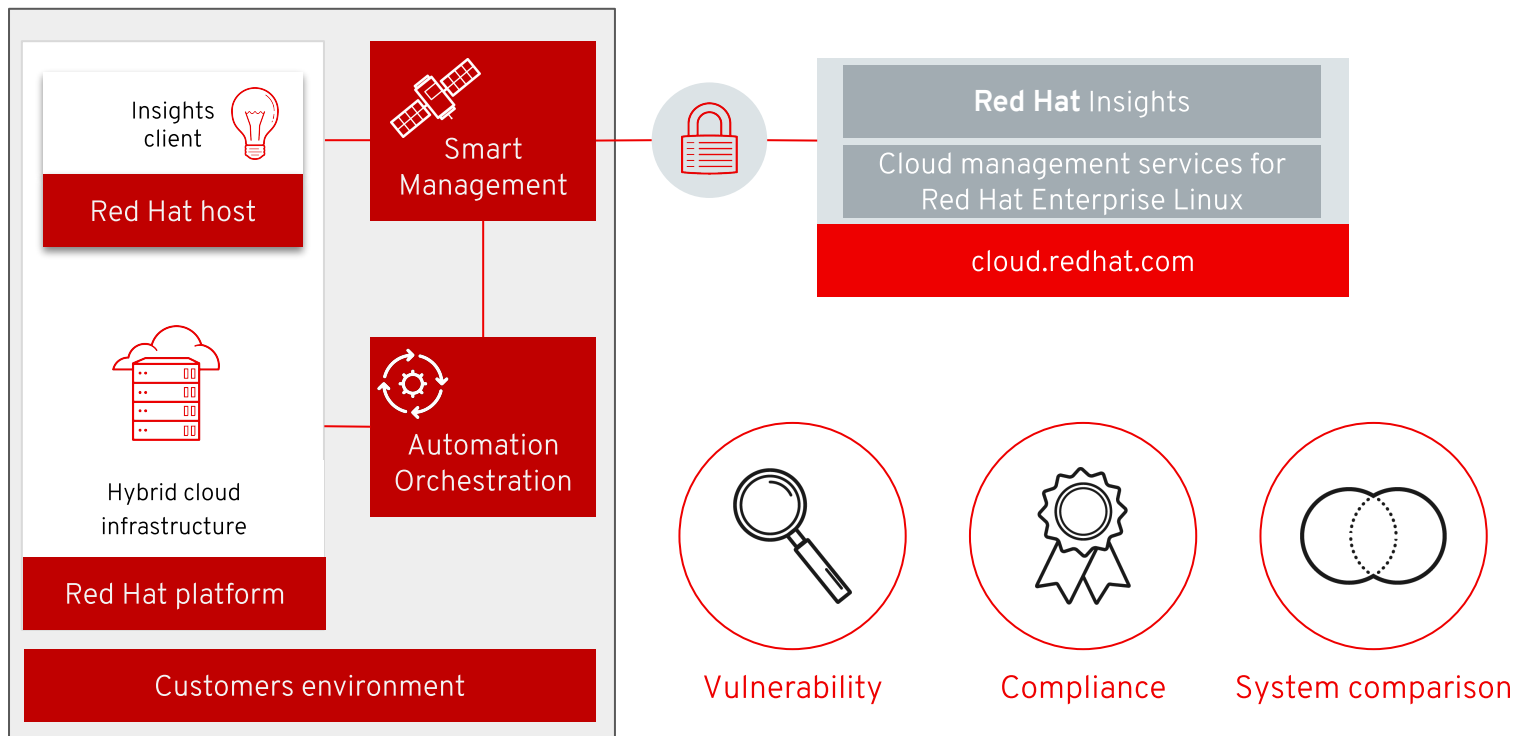 Insights
client
Red Hat host
Hybrid cloud
infrastructure
Red Hat platform
Smart
Management
Automation
Orchestration
Customers environment
Red Hat Insights
Cloud management services for
Red Hat Enterprise Linux
cloud.redhat.com
Vulnerability
Compliance
System comparison